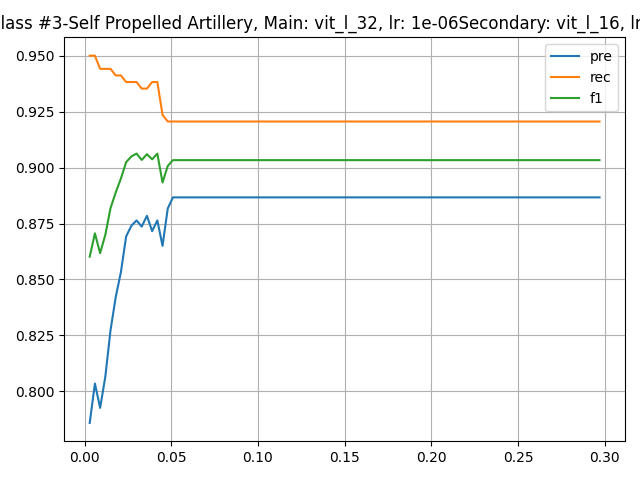 lass #3-Self Propelled Artillery, Main: vit_l_32, lr: 1e-06Secondary: vit_l_16, lr
pre
rec
f1
0.950
0.925
0.900
0.875
0.850
0.825
0.800
0.00 0.05 0.10 0.15 0.20 0.25 0.30